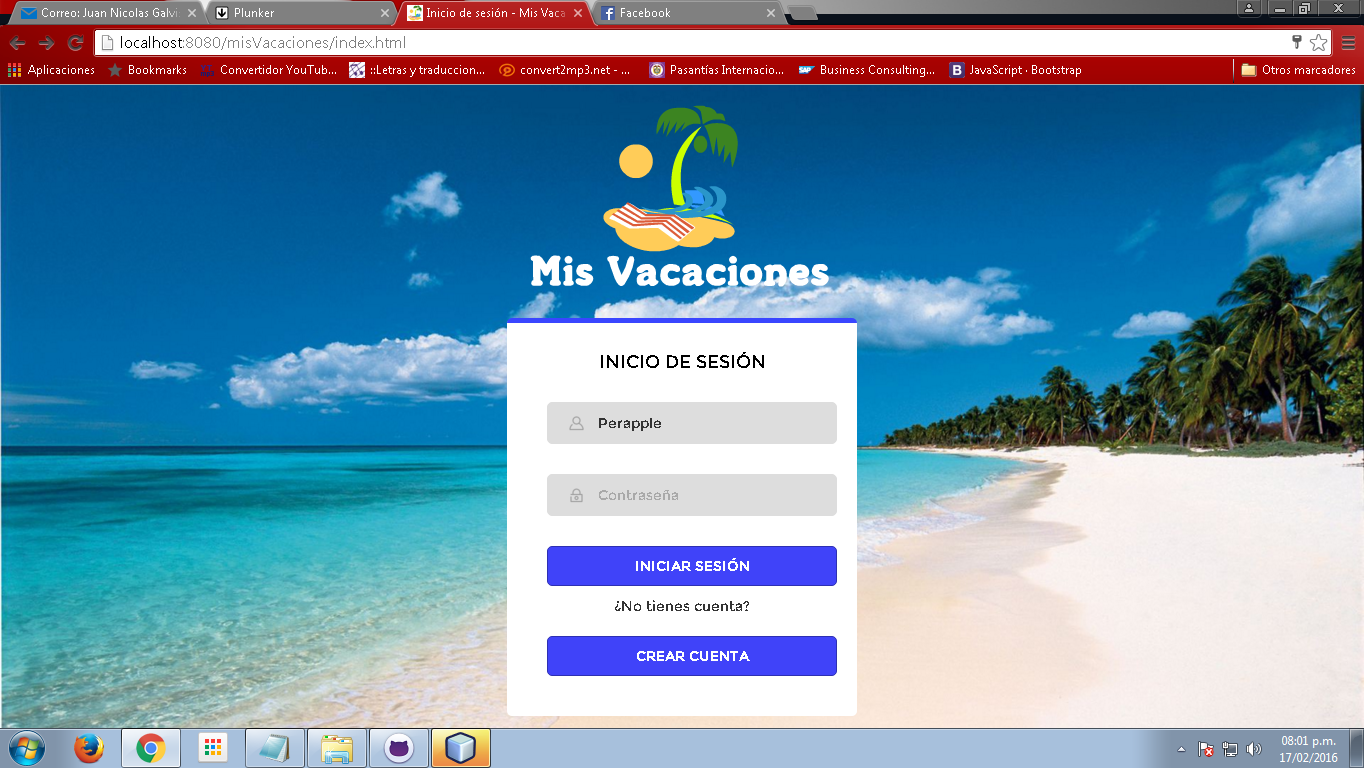 Correo: Juan Nicolas Galvi
Plunker
Inicio de sesión - Mis Vaca
Facebook
localhost:8080/misVacaciones/index.html
Aplicaciones
Bookmarks
Convertidor YouTub...
::Letras y traduccion...
convert2mp3.net - ...
Pasantías Internacio...
SAP
Business Consulting...
B
JavaScript · Bootstrap
Otros marcadores
Mis Vacaciones
INICIO DE SESIÓN
Perapple
Contraseña
INICIAR SESIÓN
¿No tienes cuenta?
CREAR CUENTA
08:01 p.m.
17/02/2016